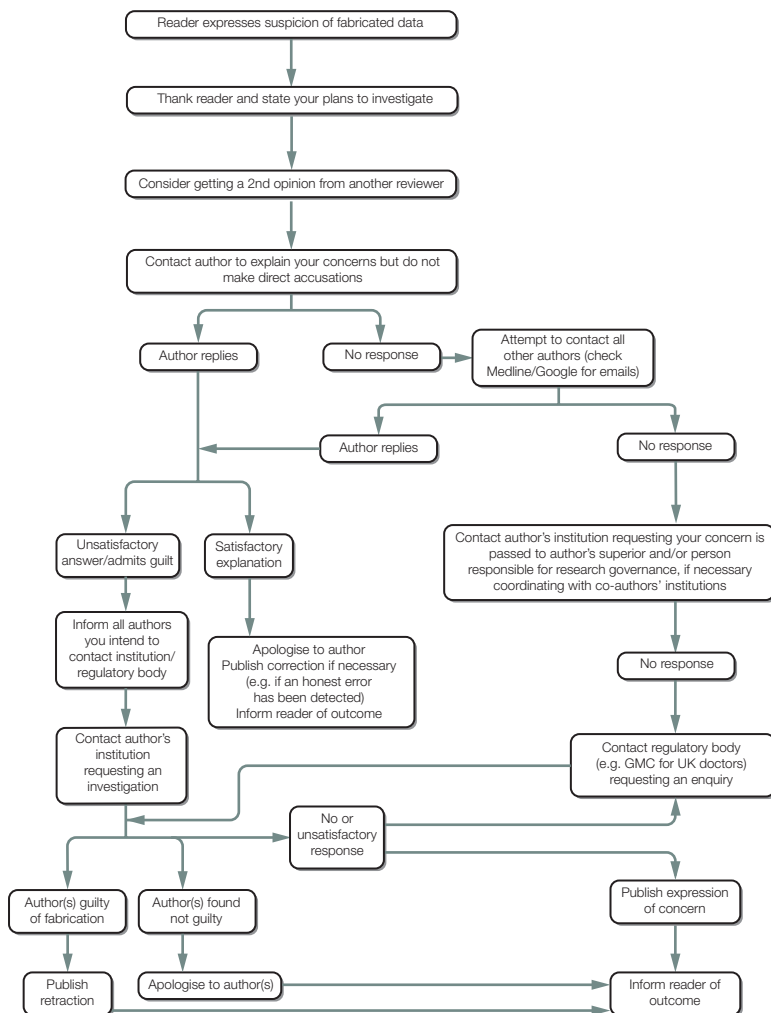 Reader expresses suspicion of fabricated data
Thank reader and state your plans to investigate
Consider getting a 2nd opinion from another reviewer
Contact author to explain your concerns but do not
make direct accusations
Author replies
No response
Attempt to contact all
other authors (check
Medline/Google for emails)
Author replies
No response
Unsatisfactory
answer/admits guilt
Satisfactory
explanation
Contact author's institution requesting your concern is
passed to author's superior and/or person
responsible for research governance, if necessary
coordinating with co-authors' institutions
Inform all authors
you intend to
contact institution/
regulatory body
Apologise to author
Publish correction if necessary
(e.g. if an honest error
has been detected)
Inform reader of outcome
No response
Contact author's
institution
requesting an
investigation
Contact regulatory body
(e.g. GMC for UK doctors)
requesting an enquiry
No or
unsatisfactory
response
Author(s) guilty
of fabrication
Author(s) found
not guilty
Publish expression
of concern
Publish
retraction
Apologise to author(s)
Inform reader of
outcome